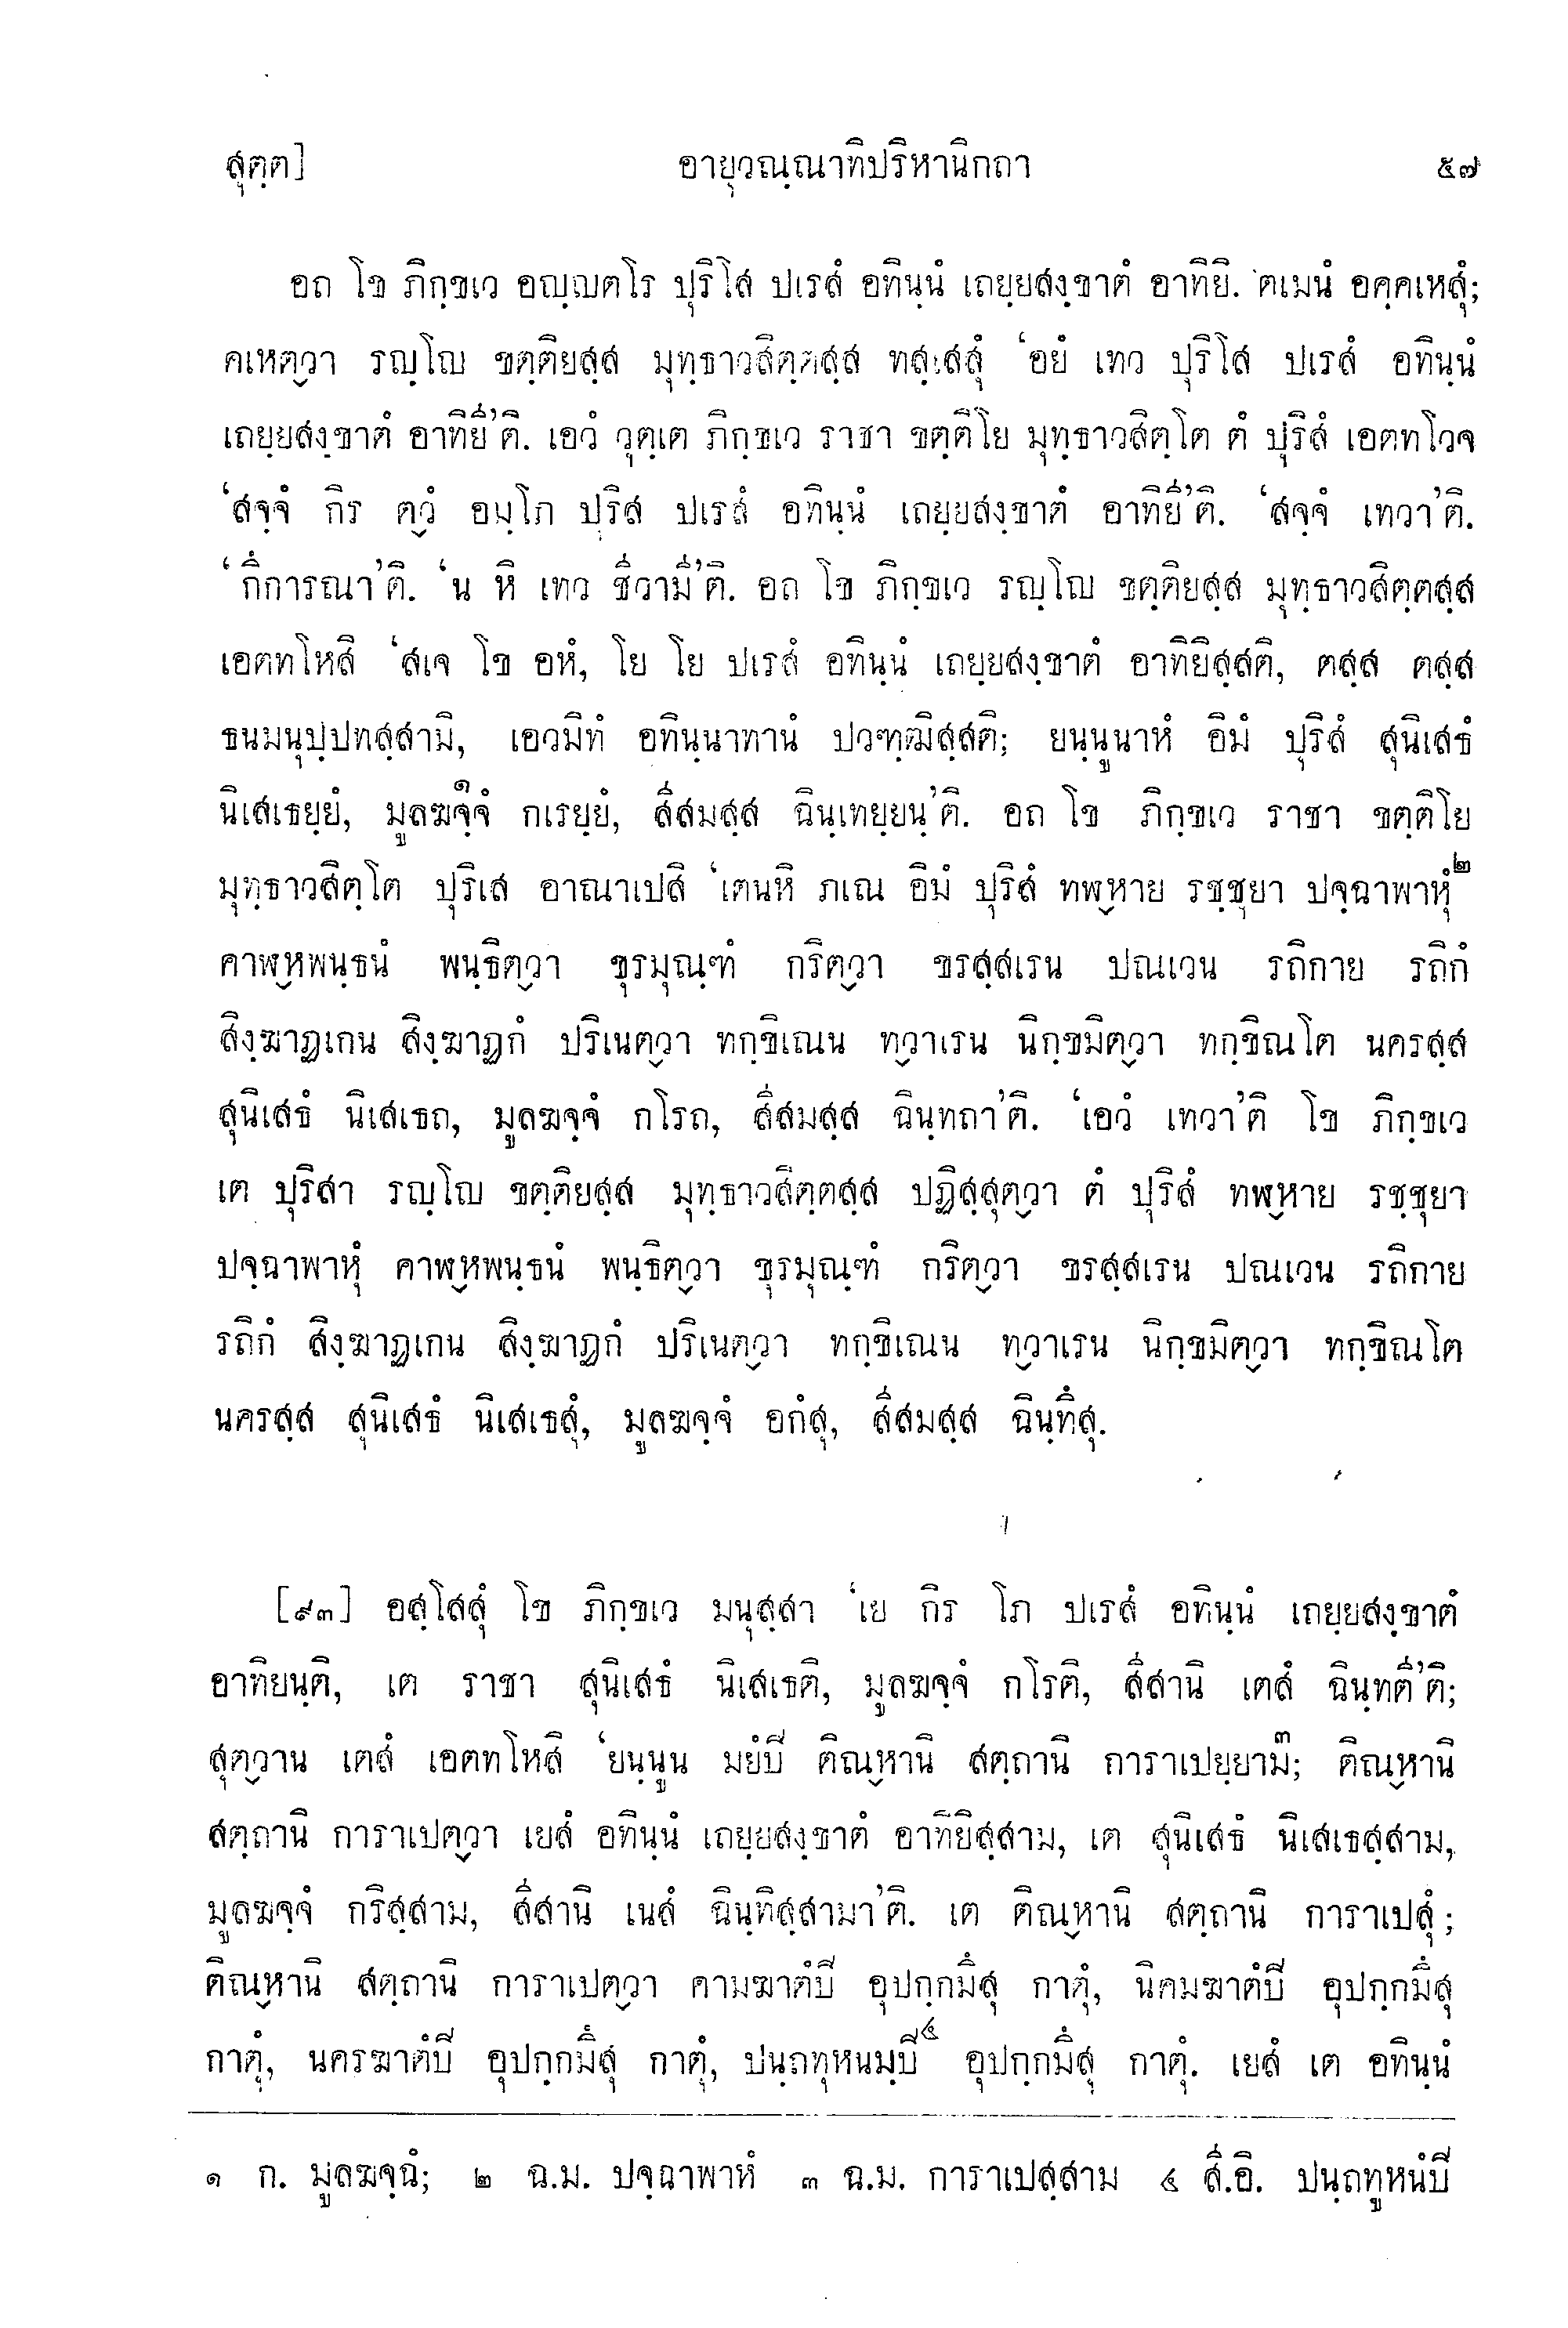 สุตฺต] อายุวณฺณาทิปริหานิกถา ๕๗
อถ โข ภิกฺขเว อญฺญตโร ปุริโส ปเรสํ อทินฺนํ เถยฺยสงฺขาตํ อาทิยิ. ตเมนํ อคฺคเหสุํ;
คเหตฺวา รญฺโญ ขตฺติยสฺส มุทฺธาวสิตฺตสฺส ทสฺเสสุํ ‘อยํ เทว ปุริโส ปเรสํ อทินฺนํ
เถยฺยสงฺขาตํ อาทิยี’ติ. เอวํ วุตฺเต ภิกฺขเว ราชา ขตฺติโย มุทฺธาวสิตฺโต ตํ ปุริสํ เอตทโวจ
‘สจฺจํ กิร ตฺวํ อมฺโภ ปุริส ปเรสํ อทินฺนํ เถยฺยสงฺขาตํ อาทิยี’ติ. ‘สจฺจํ เทวา’ติ.
‘กึการณา’ติ. ‘น หิ เทว ชีวามี’ติ. อถ โข ภิกฺขเว รญฺโญ ขตฺติยสฺส มุทฺธาวสิตฺตสฺส
เอตทโหสิ ‘สเจ โข อหํ, โย โย ปเรสํ อทินฺนํ เถยฺยสงฺขาตํ อาทิยิสฺสติ, ตสฺส ตสฺส
ธนมนุปฺปทสฺสามิ, เอวมิทํ อทินฺนาทานํ ปวฑฺฒิสฺสติ; ยนฺนูนาหํ อิมํ ปุริสํ สุนิเสธํ
นิเสเธยฺยํ, มูลฆจฺจํ๑ กเรยฺยํ, สีสมสฺส ฉินฺเทยฺยนฺ’ติ. อถ โข ภิกฺขเว ราชา ขตฺติโย
มุทฺธาวสิตฺโต ปุริเส อาณาเปสิ ‘เตนหิ ภเณ อิมํ ปุริสํ ทพฺหาย รชฺชุยา ปจฺฉาพาหุํ๒
คาพฺหพนฺธนํ พนฺธิตฺวา ขุรมุณฺฑํ กริตฺวา ขรสฺสเรน ปณเวน รถิกาย รถิกํ
สิงฺฆาฏเกน สิงฺฆาฏกํ ปริเนตฺวา ทกฺขิเณน ทฺวาเรน นิกฺขมิตฺวา ทกฺขิณโต นครสฺส
สุนิเสธํ นิเสเธถ, มูลฆจฺจํ กโรถ, สีสมสฺส ฉินฺทถา’ติ. ‘เอวํ เทวา’ติ โข ภิกฺขเว
เต ปุริสา รญฺโญ ขตฺติยสฺส มุทฺธาวสิตฺตสฺส ปฏิสฺสุตฺวา ตํ ปุริสํ ทพฺหาย รชฺชุยา
ปจฺฉาพาหุํ คาพฺหพนฺธนํ พนฺธิตฺวา ขุรมุณฺฑํ กริตฺวา ขรสฺสเรน ปณเวน รถิกาย
รถิกํ สิงฺฆาฏเกน สิงฺฆาฏกํ ปริเนตฺวา ทกฺขิเณน ทฺวาเรน นิกฺขมิตฺวา ทกฺขิณโต
นครสฺส สุนิเสธํ นิเสเธสุํ, มูลฆจฺจํ อกํสุ, สีสมสฺส ฉินฺทึสุ.
[๙๓] อสฺโสสุํ โข ภิกฺขเว มนุสฺสา ‘เย กิร โภ ปเรสํ อทินฺนํ เถยฺยสงฺขาตํ
อาทิยนฺติ, เต ราชา สุนิเสธํ นิเสเธติ, มูลฆจฺจํ กโรติ, สีสานิ เตสํ ฉินฺทตี’ติ;
สุตฺวาน เตสํ เอตทโหสิ ‘ยนฺนูน มยํปิ ติณฺหานิ สตฺถานิ การาเปยฺยาม๓; ติณฺหานิ
สตฺถานิ การาเปตฺวา เยสํ อทินฺนํ เถยฺยสงฺขาตํ อาทิยิสฺสาม, เต สุนิเสธํ นิเสเธสฺสาม,
มูลฆจฺจํ กริสฺสาม, สีสานิ เนสํ ฉินฺทิสฺสามา’ติ. เต ติณฺหานิ สตฺถานิ การาเปสุํ;
ติณฺหานิ สตฺถานิ การาเปตฺวา คามฆาตํปิ อุปกฺกมึสุ กาตุํ, นิคมฆาตํปิ อุปกฺกมึสุ
กาตุํ, นครฆาตํปิ อุปกฺกมึสุ กาตุํ, ปนฺถทุหนมฺปิ๔ อุปกฺกมึสุ กาตุํ. เยสํ เต อทินฺนํ
๑ ก. มูลฆจฺฉํ; ๒ ฉ.ม. ปจฺฉาพาหํ ๓ ฉ.ม. การาเปสฺสาม ๔ สี.อิ. ปนฺถทูหนํปิ